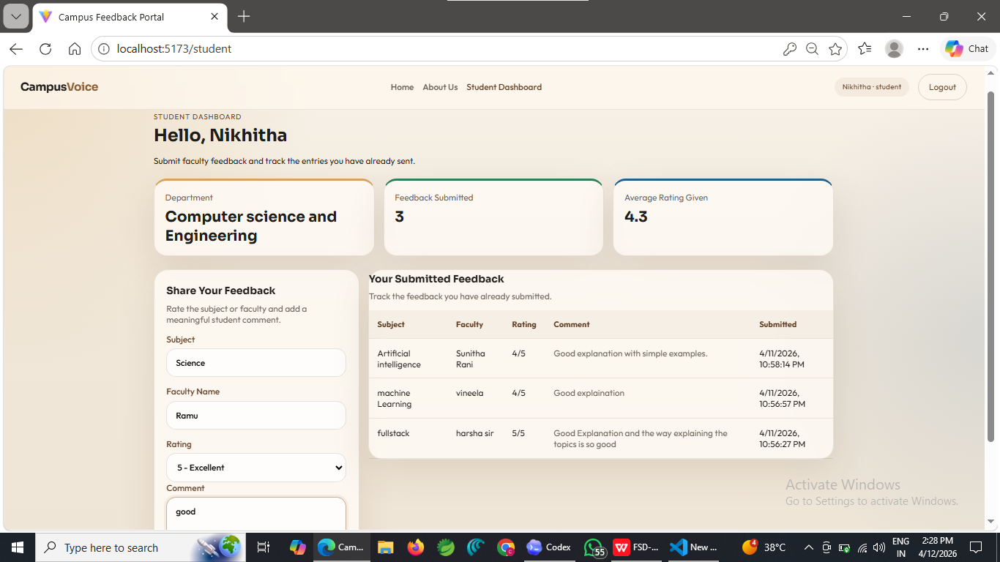 Campus Feedback Portal
localhost:5173/student
Chat
CampusVoice
Home About Us Student Dashboard
Nikhitha · student
Logout
STUDENT DASHBOARD
Hello, Nikhitha
Submit faculty feedback and track the entries you have already sent.
Department
Computer science and
Engineering
Feedback Submitted
3
Average Rating Given
4.3
Share Your Feedback
Rate the subject or faculty and add a
meaningful student comment.
Subject
Science
Faculty Name
Ramu
Rating
5 - Excellent
Comment
good
Your Submitted Feedback
Track the feedback you have already submitted.
Subject Faculty Rating Comment Submitted
Artificial Sunitha 4/5 Good explanation with simple examples. 4/11/2026,
intelligence Rani 10:58:14 PM
machine vineela 4/5 Good explaination 4/11/2026,
Learning 10:56:57 PM
fullstack harsha sir 5/5 Good Explanation and the way explaining the 4/11/2026,
topics is so good 10:56:27 PM
Activate Windows
Go to Settings to activate Windows.
Type here to search
Cam...
Codex
55
FSD-...
New ...
4
38°C
ENG
IN
2:28 PM
4/12/2026